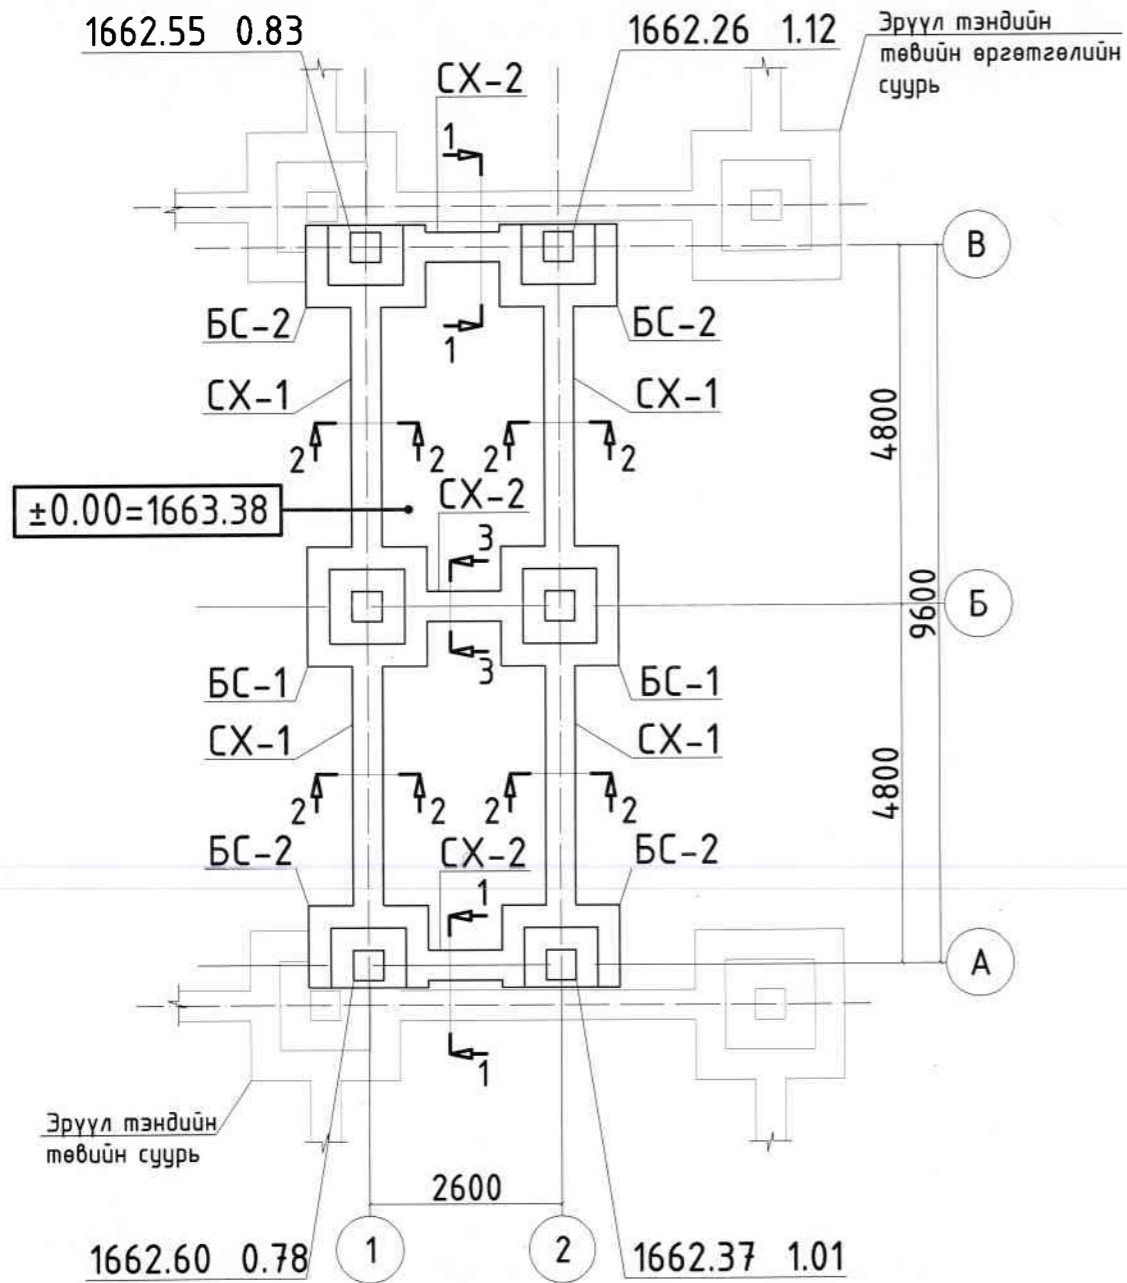 1662.55 0.83
1662.26 1.12
Эрүүл тэндийн
төвийн өргөтгөлийн
суурь
СХ-2
1
В
БС-2
БС-2
1
СХ-1
СХ-1
4800
2
2
2
2
±0.00=1663.38
СХ-2
3
9600
Б
3
БС-1
БС-1
СХ-1
СХ-1
4800
2
2
2
2
БС-2
СХ-2
БС-2
1
А
1
Эрүүл тэндийн
төвийн суурь
2600
1
2
1662.60 0.78
1662.37 1.01